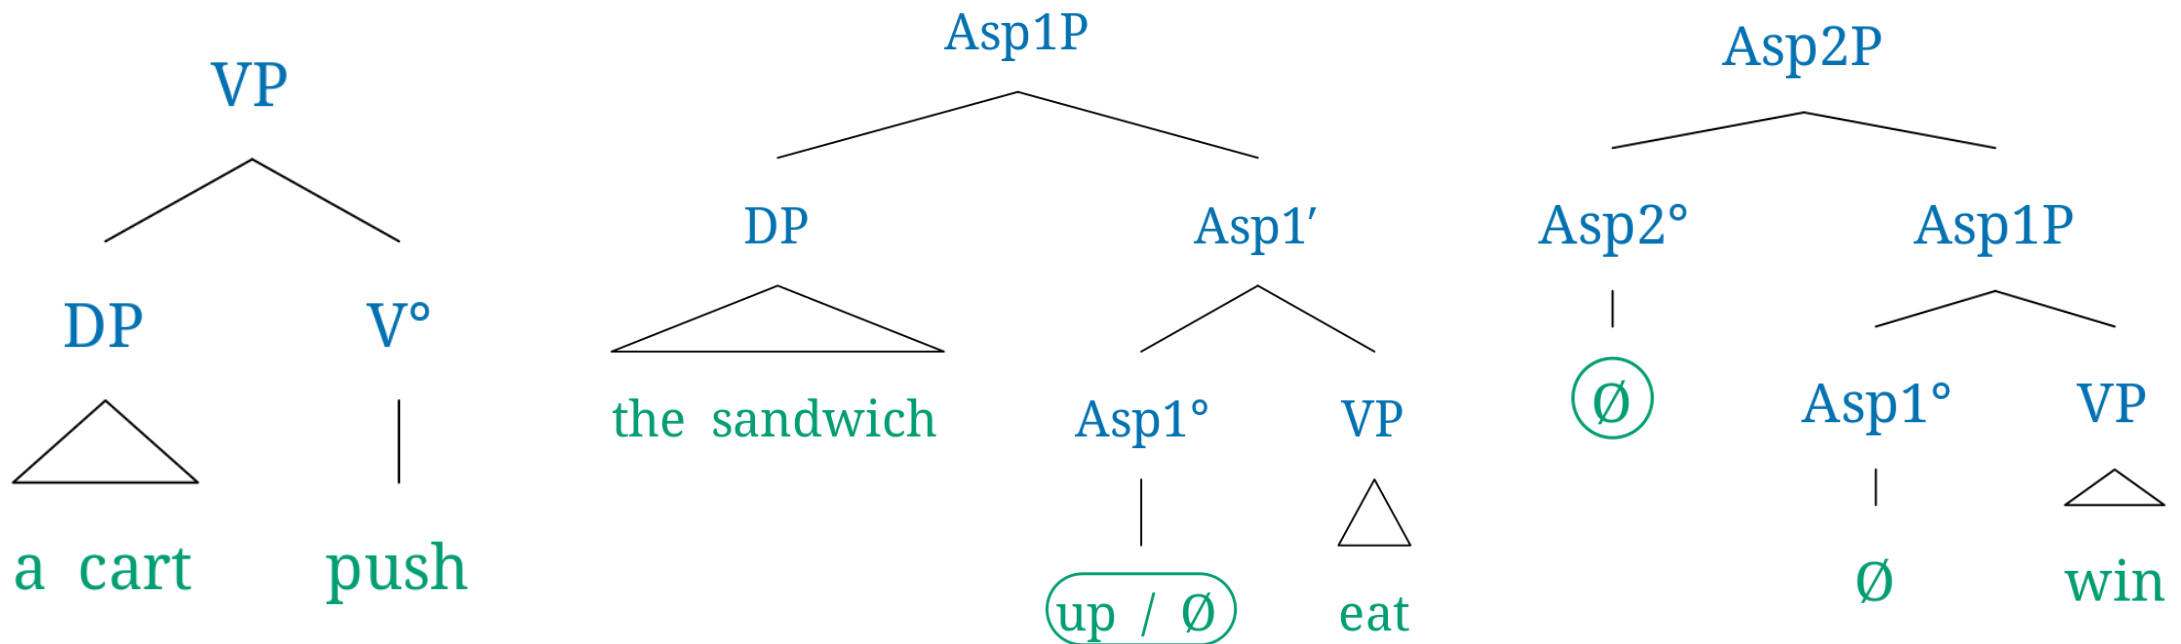 VP
DP V°
a cart push
Asp1P
DP Asp1′
the sandwich Asp1° VP
up / Ø eat
Asp2P
Asp2° Asp1P
Ø Asp1° VP
Ø win